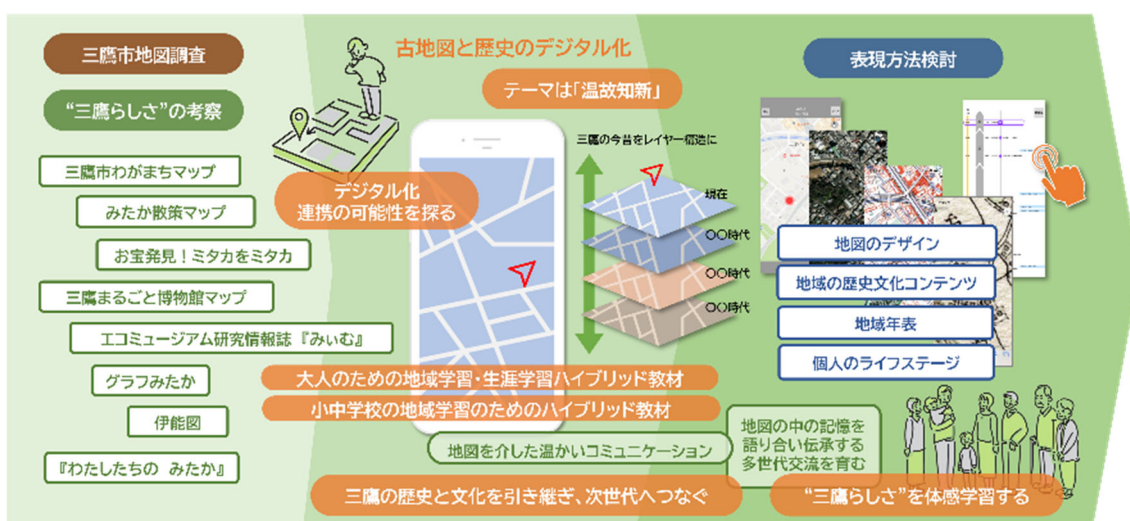 三鷹市地図調査
“三鷹らしさ”の考察
三鷹市わがまちマップ
みたか散策マップ
お宝発見！ミタカをミタカ
三鷹まるごと博物館マップ
エコミュージアム研究情報誌『みぃむ』
グラフみたか
伊能図
『わたしたちの みたか』
古地図と歴史のデジタル化
テーマは「温故知新」
デジタル化
連携の可能性を探る
三鷹の今昔をレイヤー構造に
現在
〇〇時代
〇〇時代
〇〇時代
大人のための地域学習・生涯学習ハイブリッド教材
小中学校の地域学習のためのハイブリッド教材
地図を介した温かいコミュニケーション
三鷹の歴史と文化を引き継ぎ、次世代へつなぐ
表現方法検討
地図のデザイン
地域の歴史文化コンテンツ
地域年表
個人のライフステージ
地図の中の記憶を
語り合い伝承する
多世代交流を育む
“三鷹らしさ”を体感学習する